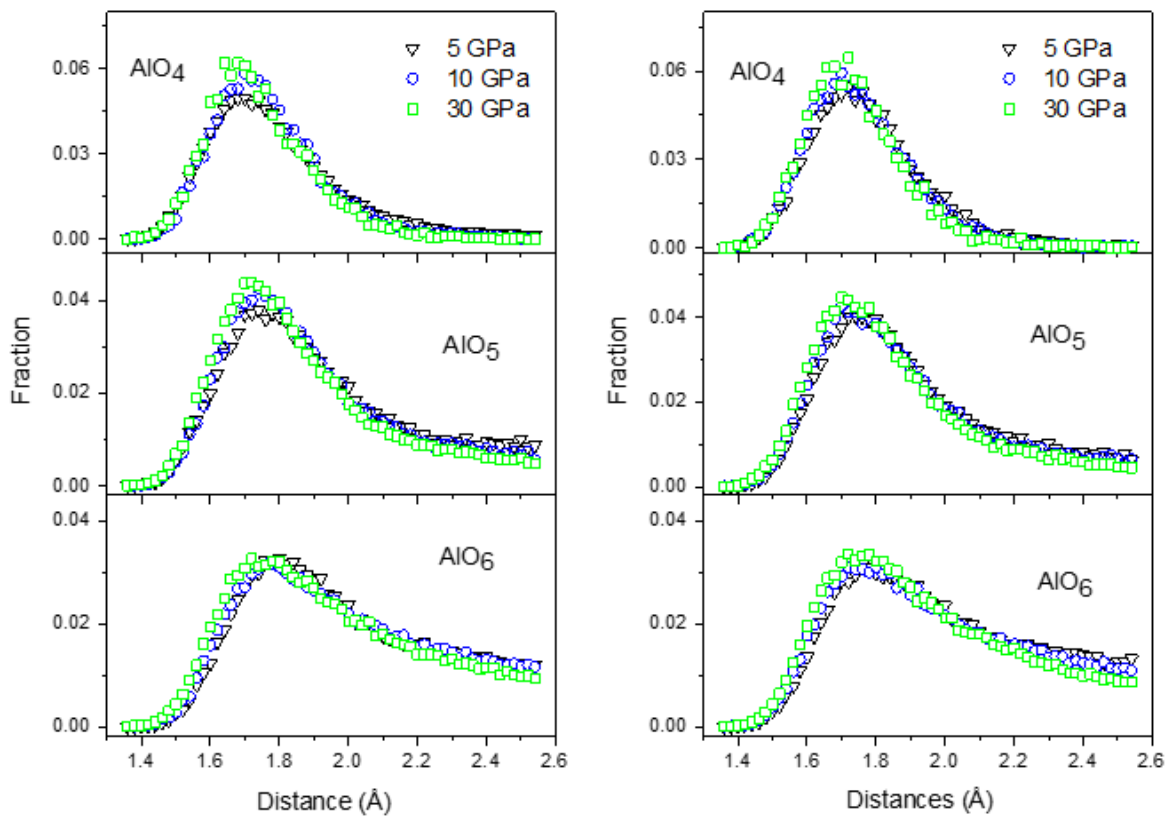 AlO4
5 GPa
10 GPa
30 GPa
0.06
0.03
0.00
AlO5
0.04
0.02
0.00
AlO6
0.04
0.02
0.00
1.4 1.6 1.8 2.0 2.2 2.4 2.6
Fraction
Distance (Å)
AlO4
5 GPa
10 GPa
30 GPa
0.06
0.03
0.00
AlO5
0.04
0.02
0.00
AlO6
0.04
0.02
0.00
1.4 1.6 1.8 2.0 2.2 2.4 2.6
Fraction
Distances (Å)